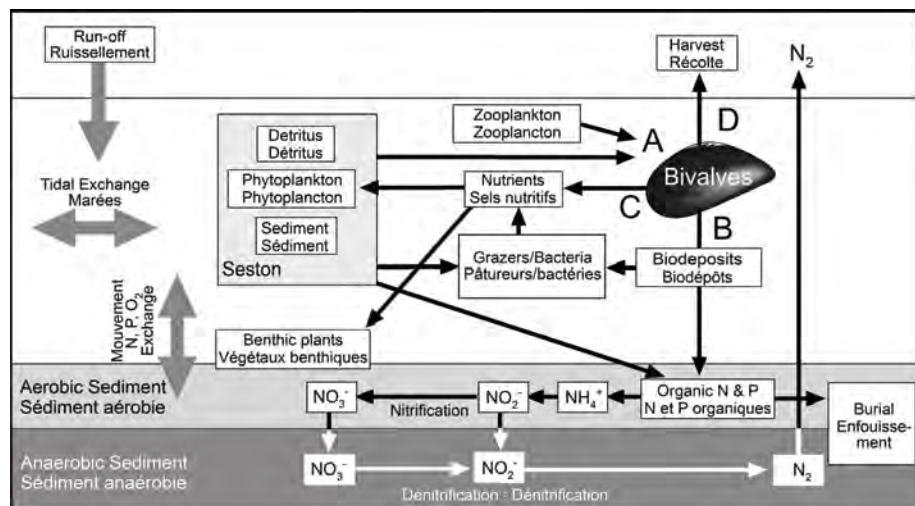 Run-off
Ruissellement
Harvest
Récolte
N₂
Zooplankton
Zooplancton
A
D
Detritus
Détritus
Tidal Exchange
Marées
Phytoplankton
Phytoplancton
Nutrients
Sels nutritifs
Bivalves
C
B
Sediment
Sédiment
Seston
Grazers/Bacteria
Pâtureurs/bactéries
Biodeposits
Biodépôts
Mouvement
N, P, O₂
Exchange
Benthic plants
Végétaux benthiques
Aerobic Sediment
Sédiment aérobie
NO₃⁻
Nitrification
NO₂⁻
NH₄⁺
Organic N & P
N et P organiques
Burial
Enfouisse-
ment
Anaerobic Sediment
Sédiment anaérobie
NO₃⁻
NO₂⁻
N₂
Denitrification · Dénitrification